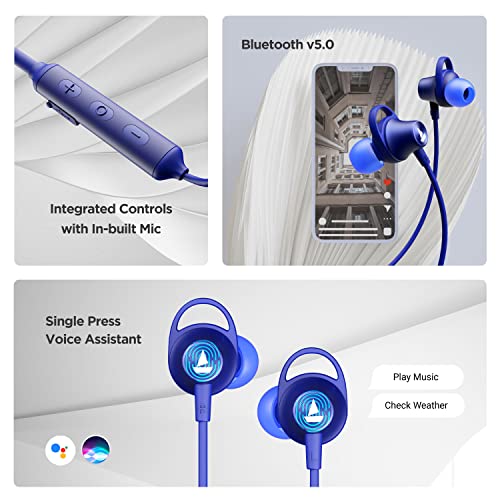 Integrated Controls
with In-built Mic
Bluetooth v5.0
Single Press
Voice Assistant
Play Music
Check Weather